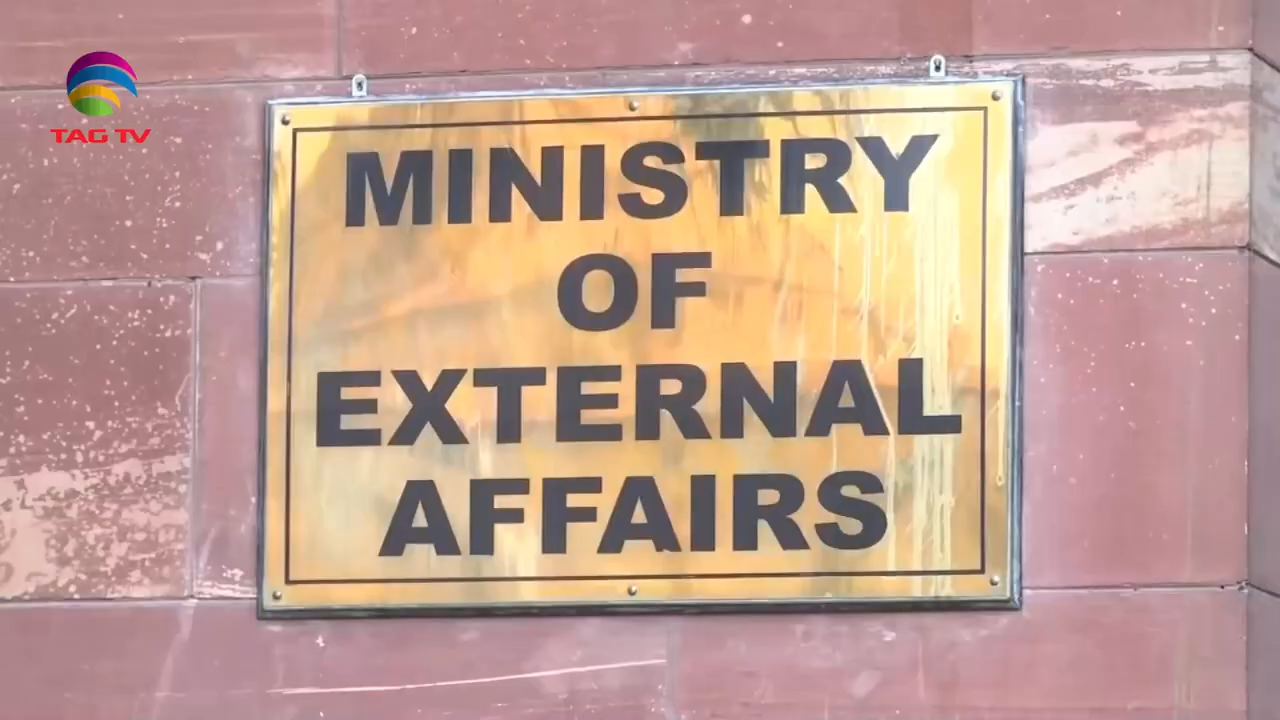 TAG TV
MINISTRY
OF
EXTERNAL
AFFAIRS